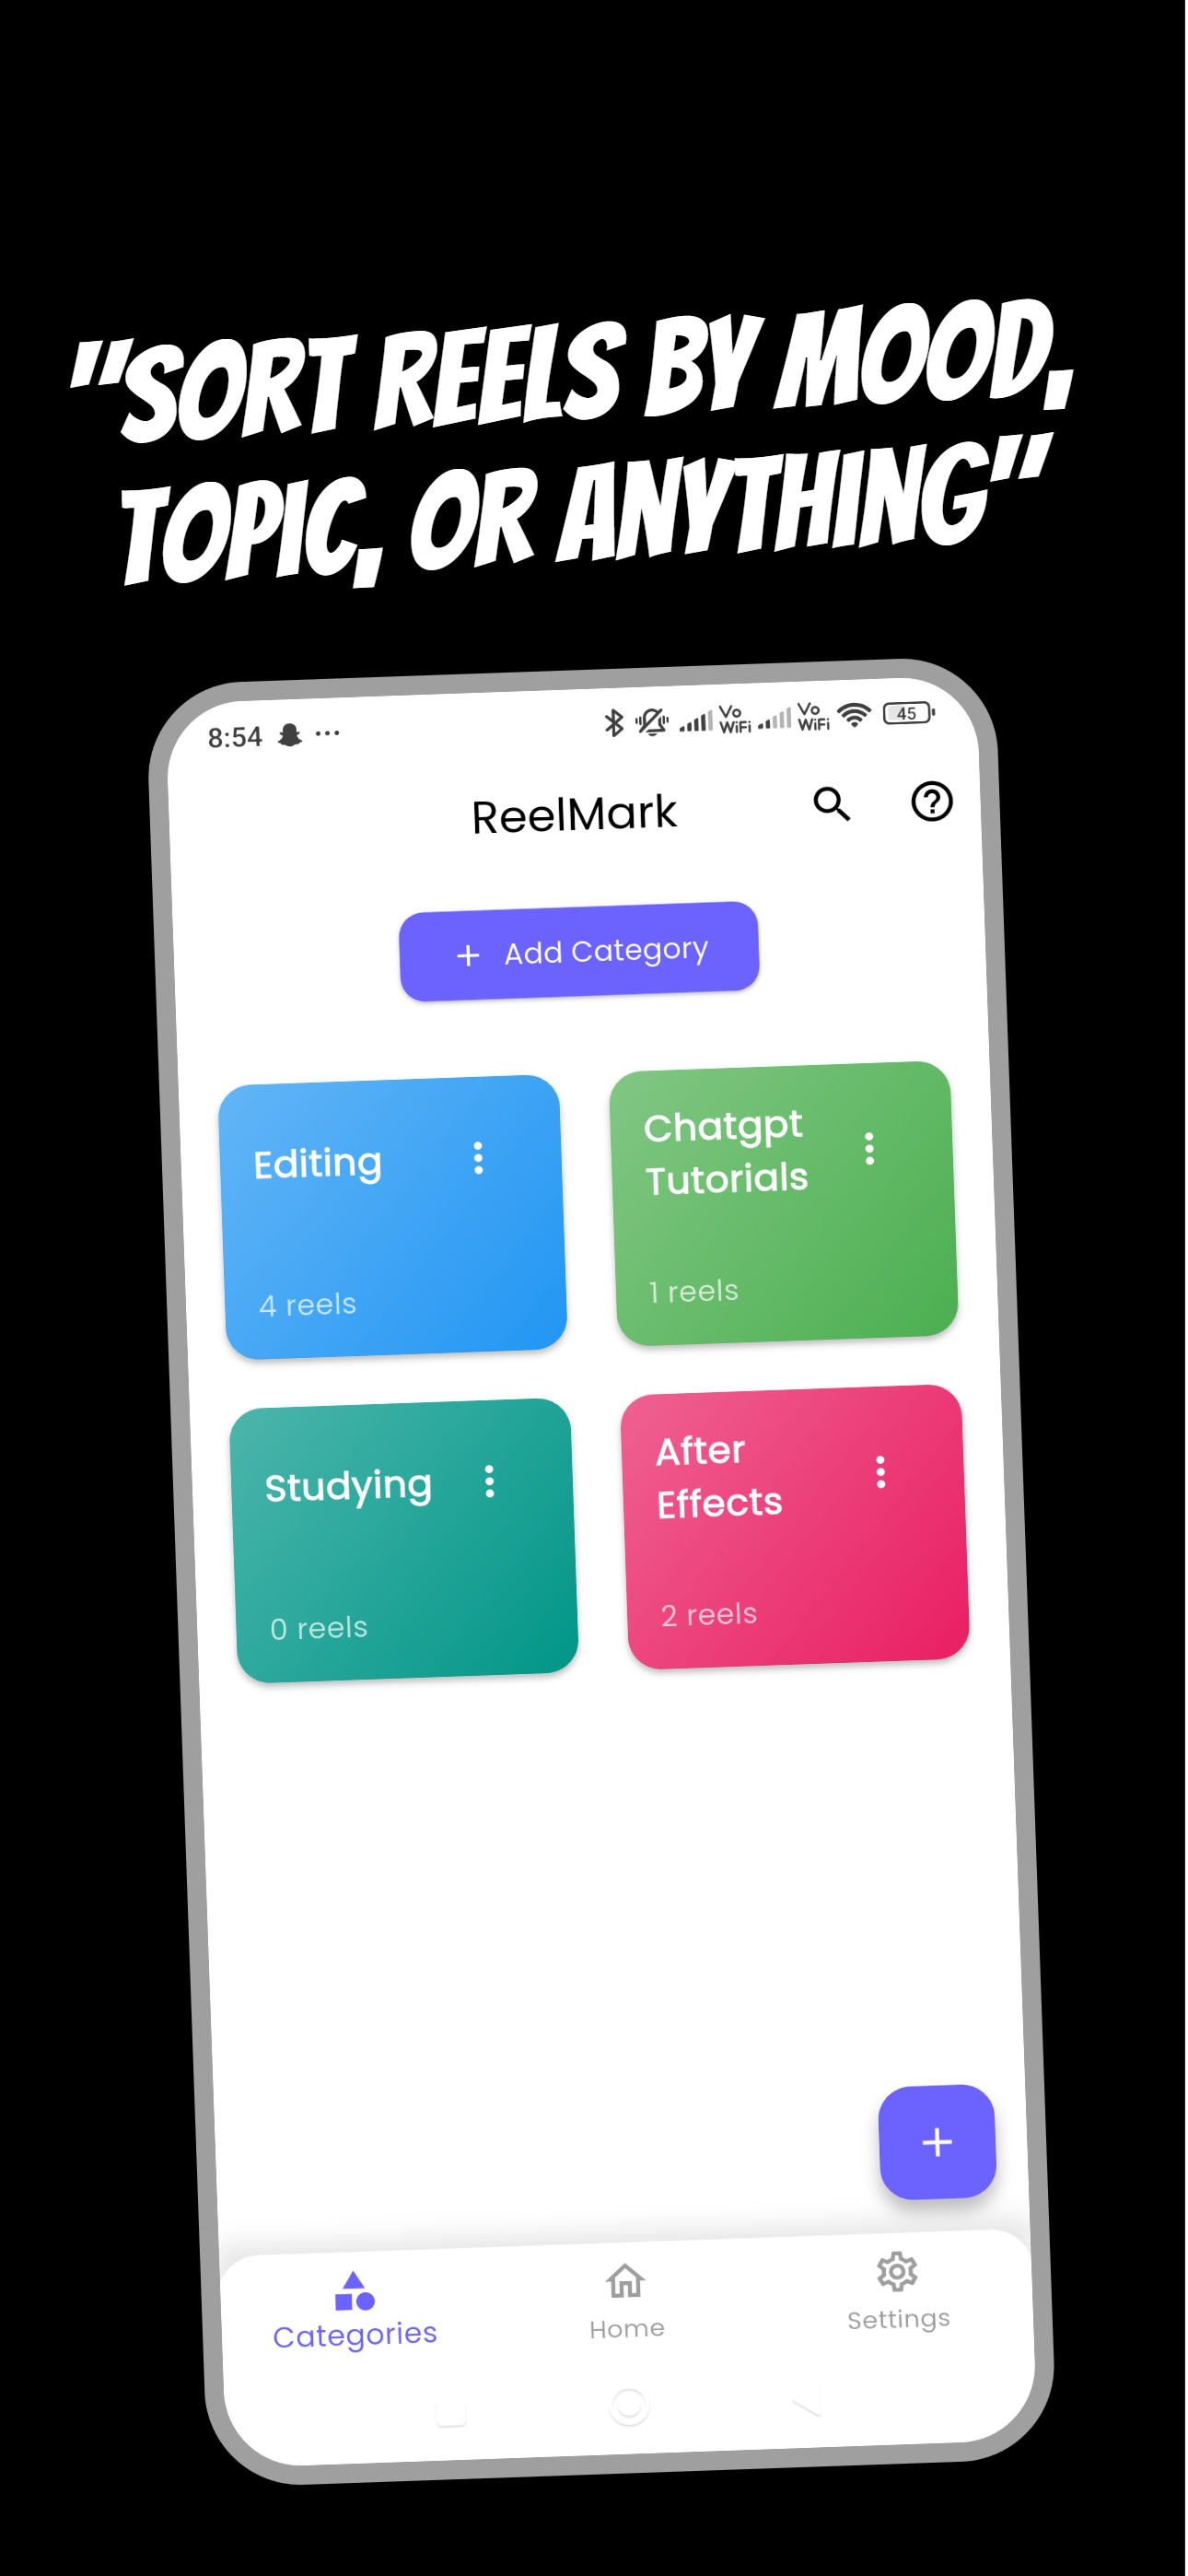 "SORT REELS BY MOOD,
TOPIC, OR ANYTHING"
8:54 ... Vo WiFi Vo WiFi 45
ReelMark
+ Add Category
Editing
4 reels
Chatgpt
Tutorials
1 reels
Studying
0 reels
After
Effects
2 reels
+
Categories
Home
Settings